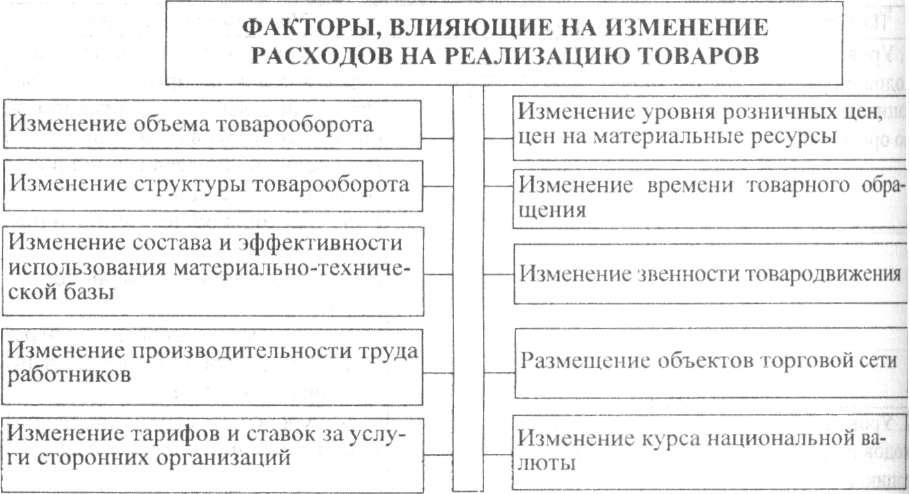 ФАКТОРЫ, ВЛИЯЮЩИЕ НА ИЗМЕНЕНИЕ
РАСХОДОВ НА РЕАЛИЗАЦИЮ ТОВАРОВ
Изменение объема товарооборота
Изменение структуры товарооборота
Изменение состава и эффективности
использования материально-техниче-
ской базы
Изменение производительности труда
работников
Изменение тарифов и ставок за услу-
ги сторонних организаций
Изменение уровня розничных цен,
цен на материальные ресурсы
Изменение времени товарного обра-
щения
Изменение звенности товародвижения
Размещение объектов торговой сети
Изменение курса национальной ва-
люты